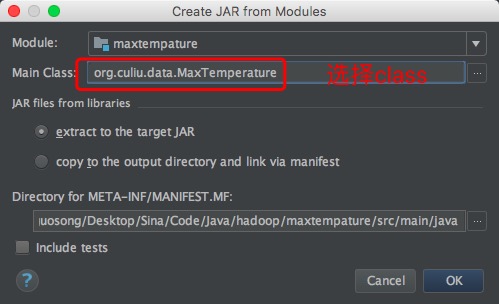 Create JAR from Modules
Module: maxtempature
Main Class: org.culiu.data.MaxTemperature ... 选择class
JAR files from libraries
extract to the target JAR
copy to the output directory and link via manifest
Directory for META-INF/MANIFEST.MF:
uosong/Desktop/Sina/Code/Java/hadoop/maxtempature/src/main/java ...
Include tests
? Cancel OK